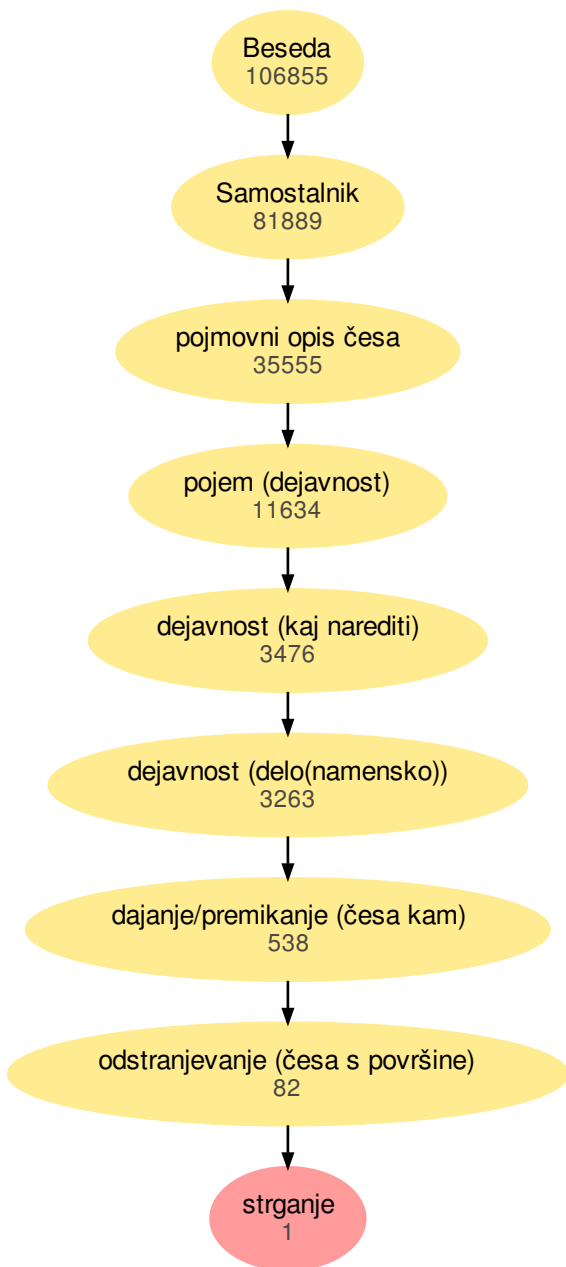 Beseda
106855
Samostalnik
81889
pojmovni opis česa
35555
pojem (dejavnost)
11634
dejavnost (kaj narediti)
3476
dejavnost (delo(namensko))
3263
dajanje/premikanje (česa kam)
538
odstranjevanje (česa s površine)
82
strganje
1